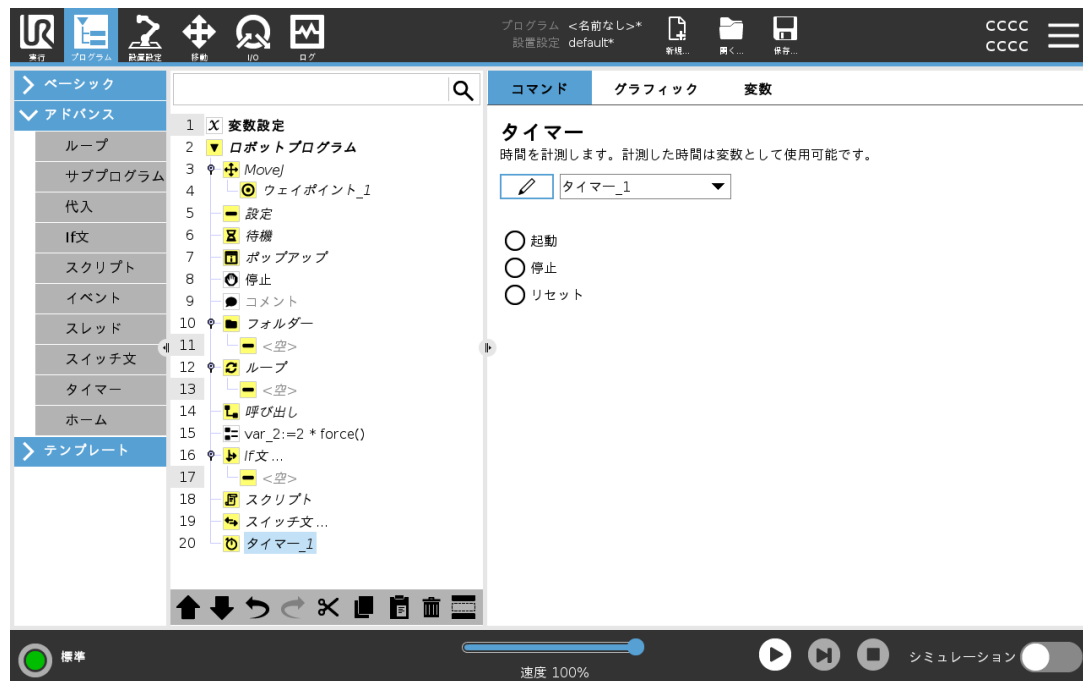 プログラム <名前なし>*
設置設定 default*
CCCC
CCCC
実行
プログラム
設置設定
移動
I/O
ログ
新規...
開く...
保存...
ベーシック
アドバンス
ループ
サブプログラム
代入
If文
スクリプト
イベント
スレッド
スイッチ文
タイマー
ホーム
テンプレート
1 X 変数設定
2 ロボットプログラム
3 MoveJ
4 ウェイポイント_1
5 設定
6 待機
7 ポップアップ
8 停止
9 コメント
10 フォルダー
11 <空>
12 ループ
13 <空>
14 呼び出し
15 var_2:=2 * force()
16 If文 ...
17 <空>
18 スクリプト
19 スイッチ文 ...
20 タイマー_1
コマンド
グラフィック
変数
タイマー
時間を計測します。計測した時間は変数として使用可能です。
タイマー_1
起動
停止
リセット
標準
速度 100%
シミュレーション